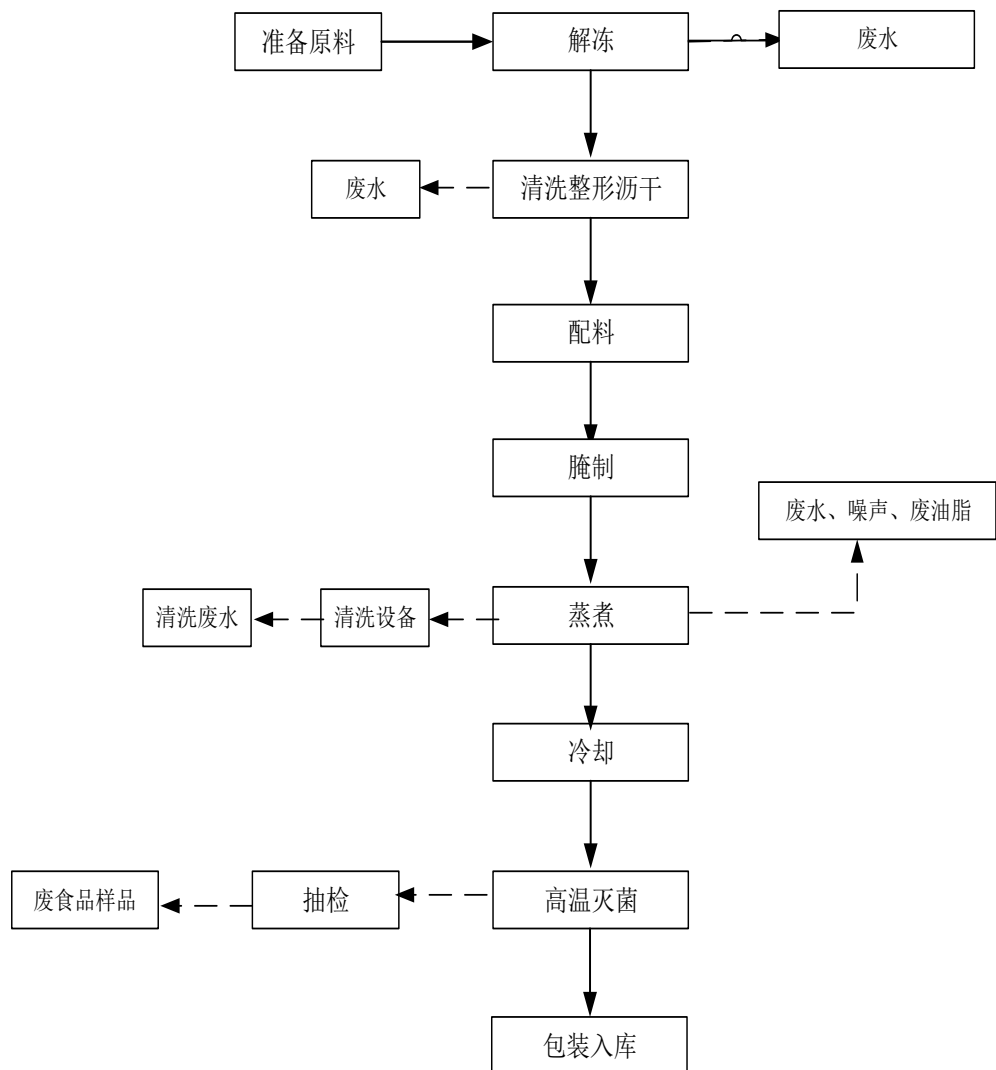 准备原料
解冻
废水
废水
清洗整形沥干
配料
腌制
废水、噪声、废油脂
清洗废水
清洗设备
蒸煮
冷却
废食品样品
抽检
高温灭菌
包装入库